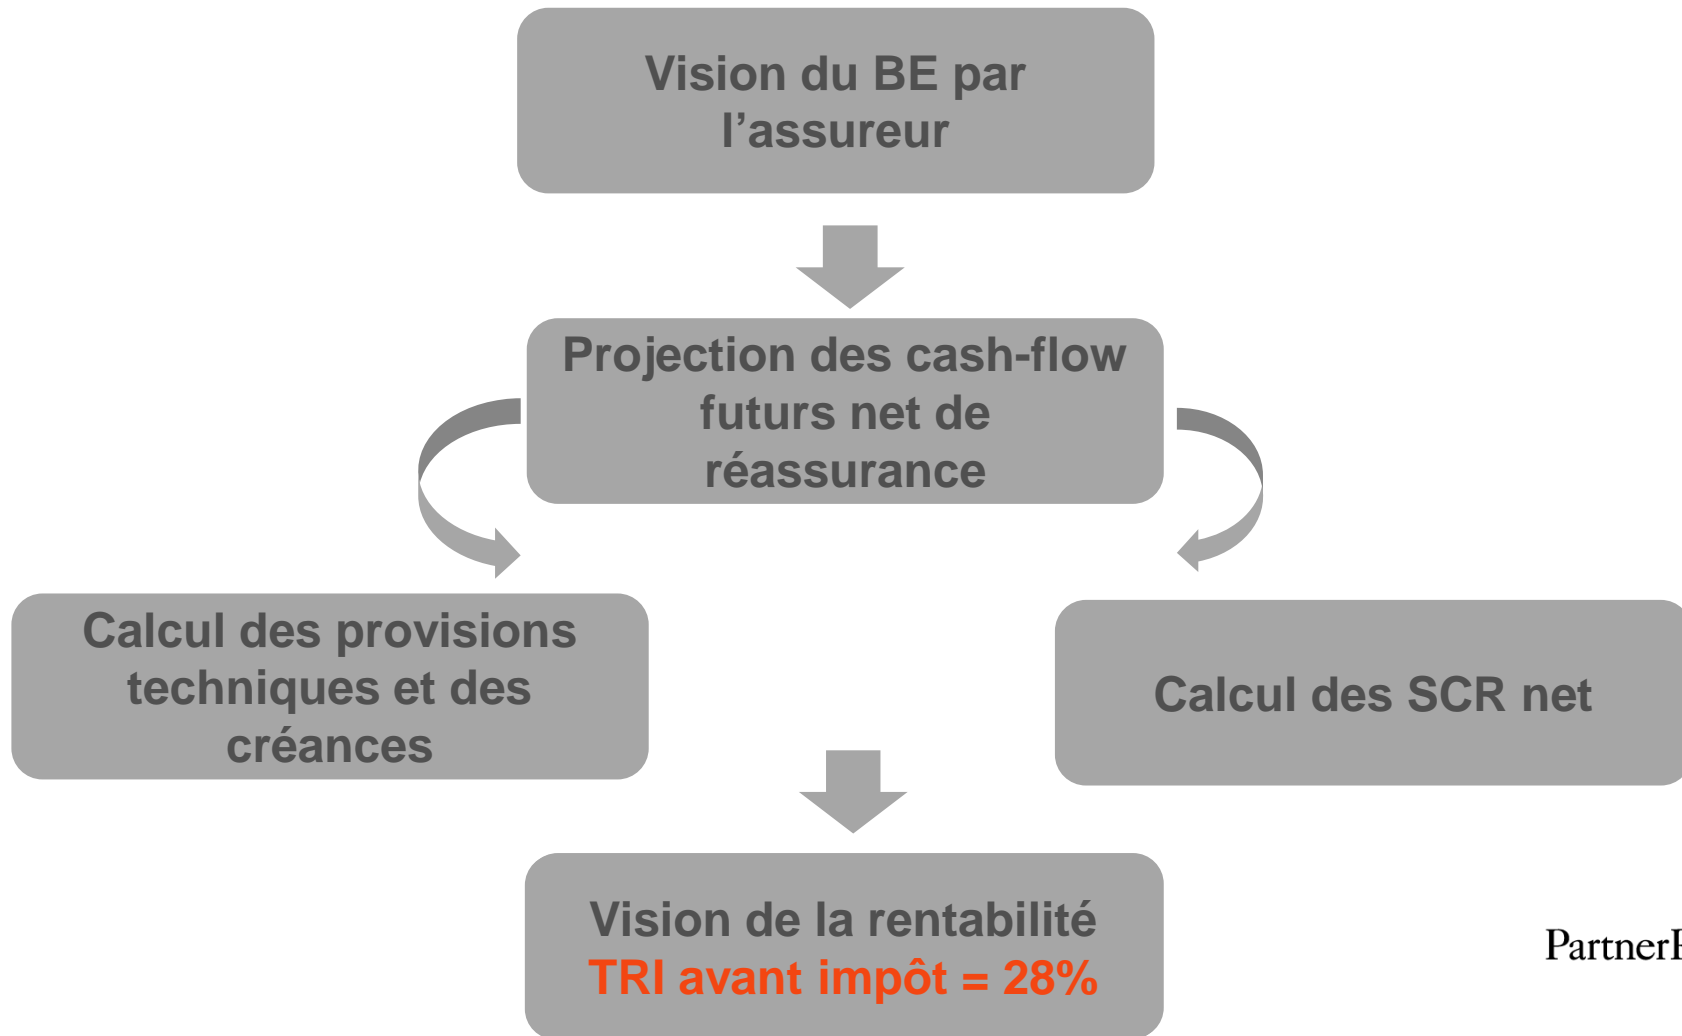 Vision du BE par
l’assureur
Projection des cash-flow
futurs net de
réassurance
Calcul des provisions
techniques et des
créances
Calcul des SCR net
Vision de la rentabilité
TRI avant impôt = 28%